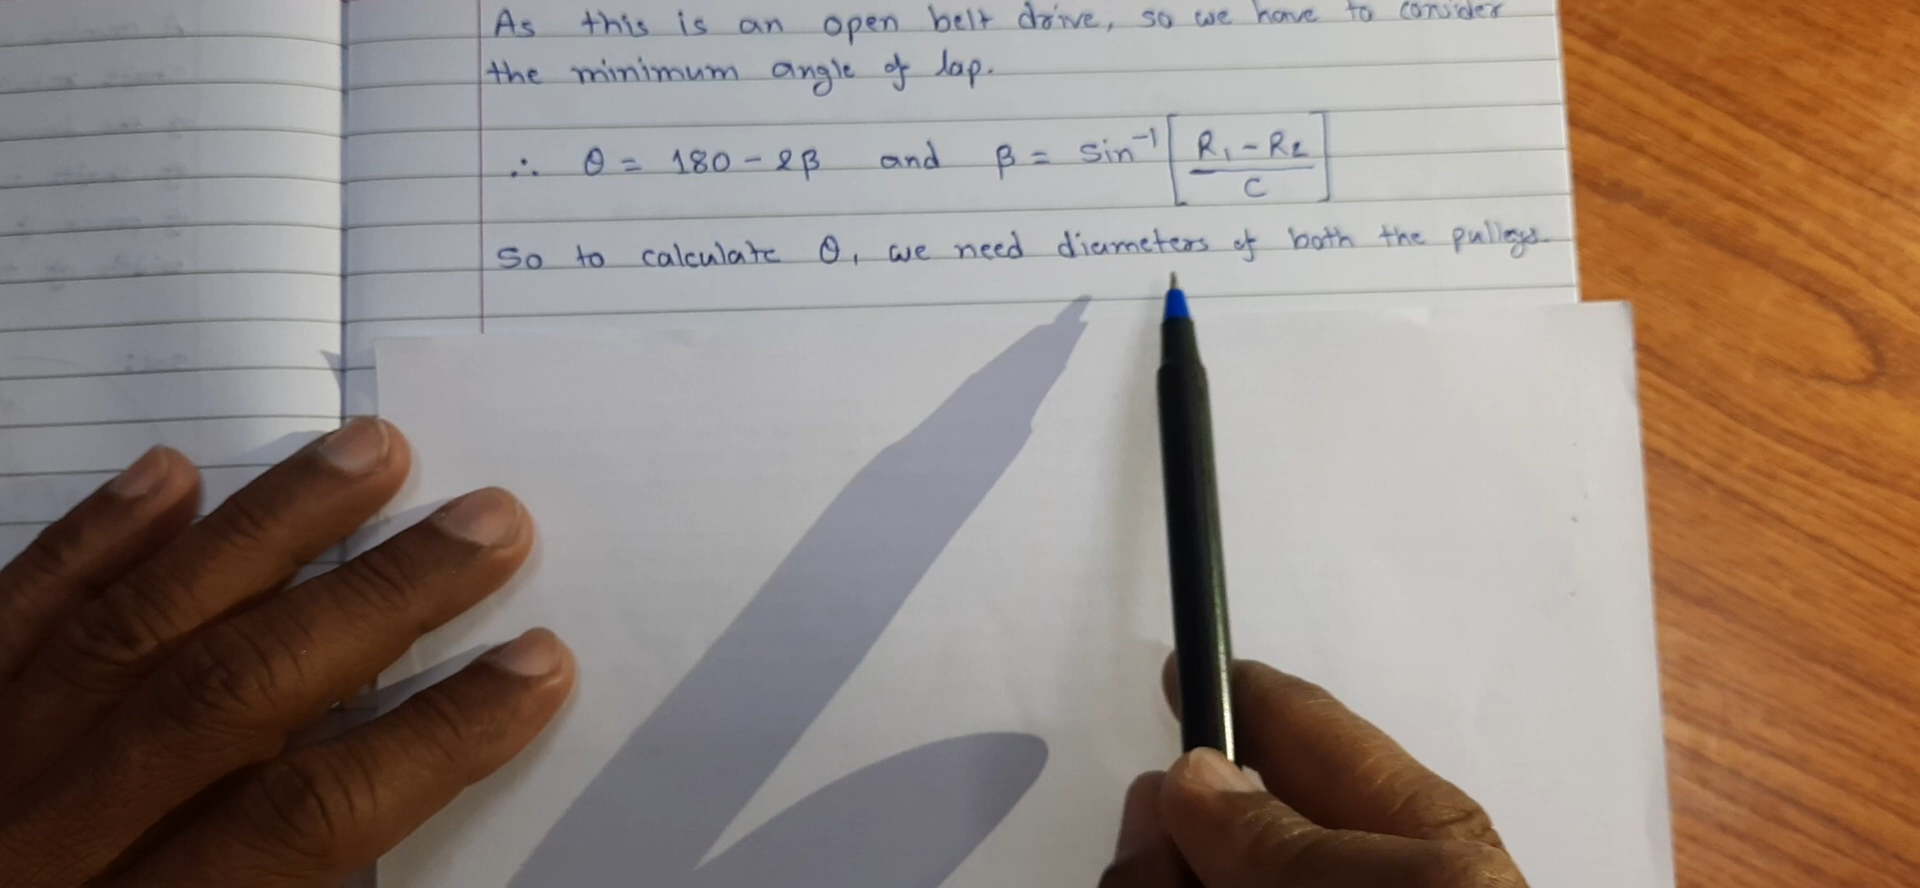 As this is an open belt drive, so we have to consider
the minimum angle of lap.
∴ θ = 180 - 2β and β = sin⁻¹[(R₁ - R₂)/C]
So to calculate θ, we need diameters of both the pulleys